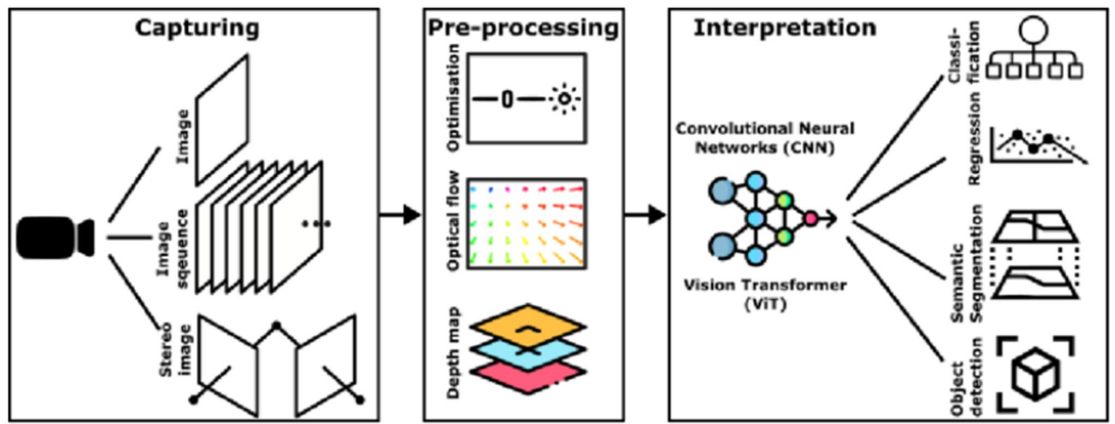 Capturing
Image
Image
sqeuence
Stereo
image
Pre-processing
Optimisation
Optical flow
Depth map
Interpretation
Convolutional Neural
Networks (CNN)
Vision Transformer
(ViT)
Classi-
fication
Regression
Semantic
Segmentation
Object
detection